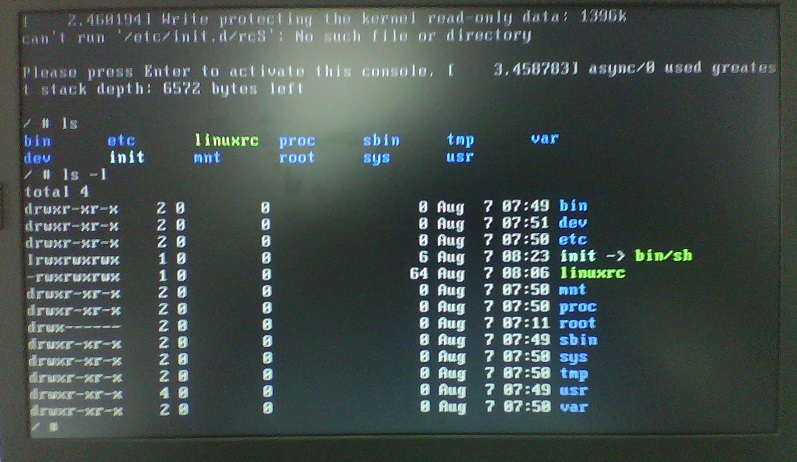 [    2.460194] Write protecting the kernel read-only data: 1396k
can't run '/etc/init.d/rcS': No such file or directory
Please press Enter to activate this console. [    3.458783] async/0 used greates
t stack depth: 6572 bytes left
/ # ls
bin      etc      linuxrc  proc     sbin     tmp      var
dev      init     mnt      root     sys      usr
/ # ls -l
total 4
drwxr-xr-x    2 0        0               0 Aug  7 07:49 bin
drwxr-xr-x    2 0        0               0 Aug  7 07:51 dev
drwxr-xr-x    2 0        0               0 Aug  7 07:50 etc
lrwxrwxrwx    1 0        0               6 Aug  7 08:23 init -> bin/sh
-rwxrwxrwx    1 0        0              64 Aug  7 08:06 linuxrc
drwxr-xr-x    2 0        0               0 Aug  7 07:50 mnt
drwxr-xr-x    2 0        0               0 Aug  7 07:50 proc
drwx------    2 0        0               0 Aug  7 07:11 root
drwxr-xr-x    2 0        0               0 Aug  7 07:49 sbin
drwxr-xr-x    2 0        0               0 Aug  7 07:50 sys
drwxr-xr-x    2 0        0               0 Aug  7 07:50 tmp
drwxr-xr-x    4 0        0               0 Aug  7 07:49 usr
drwxr-xr-x    2 0        0               0 Aug  7 07:50 var
/ #